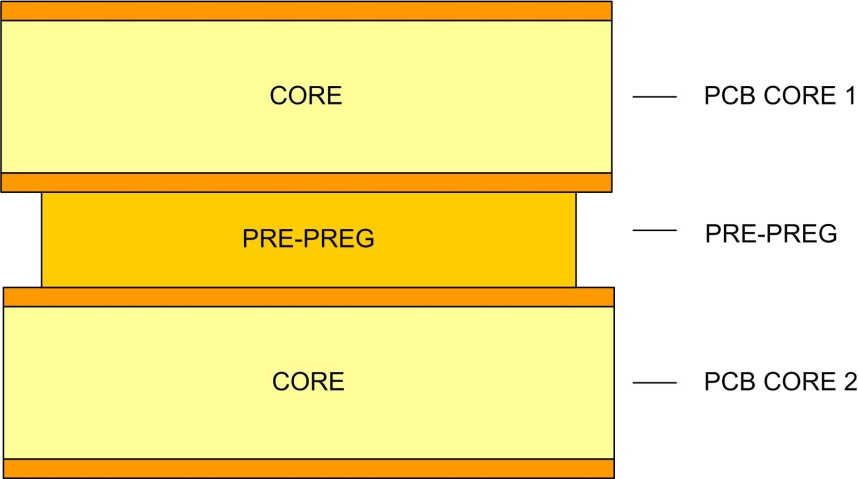 CORE
PCB CORE 1
PRE-PREG
PRE-PREG
CORE
PCB CORE 2